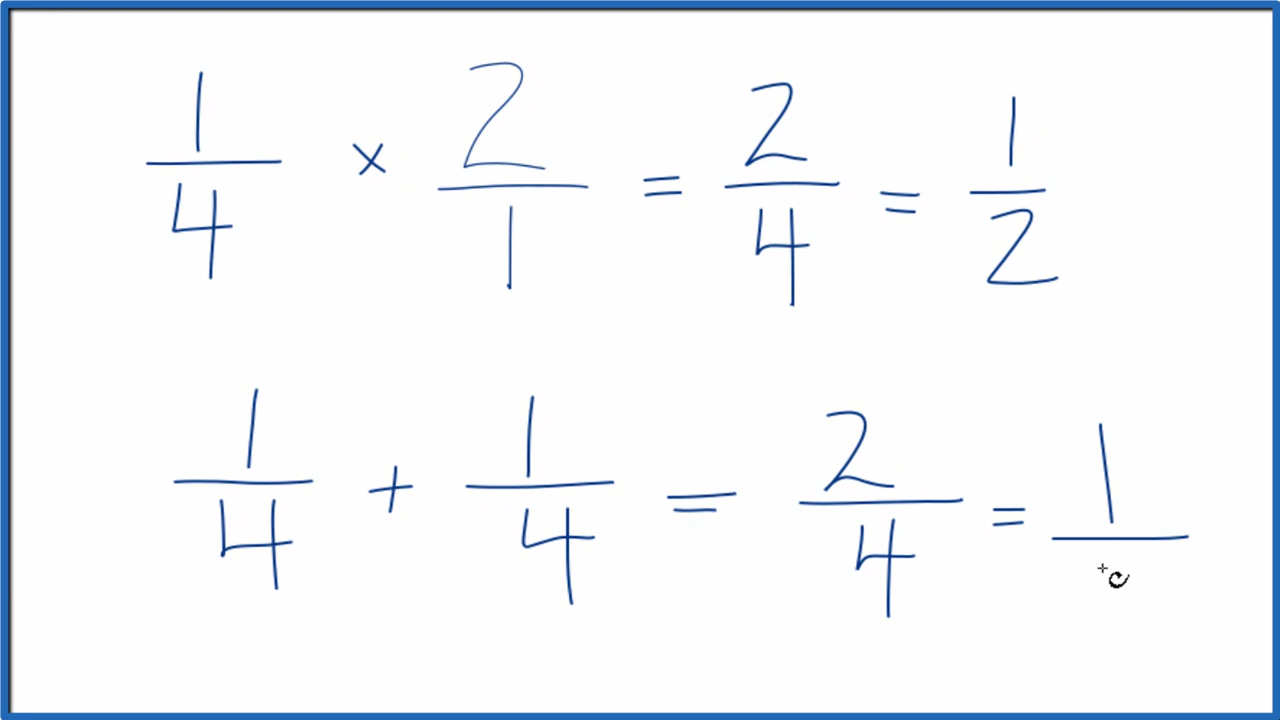 1/4 × 2/1 = 2/4 = 1/2
1/4 + 1/4 = 2/4 = 1/